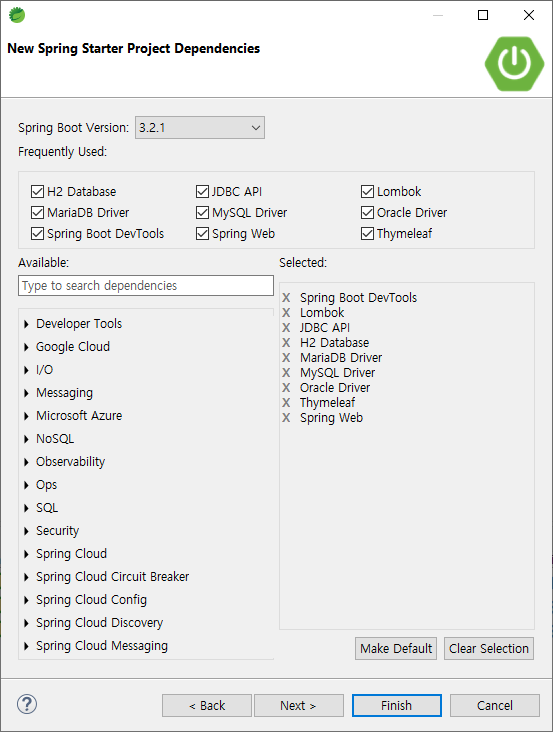 New Spring Starter Project Dependencies
Spring Boot Version: 3.2.1
Frequently Used:
H2 Database JDBC API Lombok
MariaDB Driver MySQL Driver Oracle Driver
Spring Boot DevTools Spring Web Thymeleaf
Available: Selected:
Type to search dependencies
X Spring Boot DevTools
X Lombok
X JDBC API
X H2 Database
X MariaDB Driver
X MySQL Driver
X Oracle Driver
X Thymeleaf
X Spring Web
Developer Tools
Google Cloud
I/O
Messaging
Microsoft Azure
NoSQL
Observability
Ops
SQL
Security
Spring Cloud
Spring Cloud Circuit Breaker
Spring Cloud Config
Spring Cloud Discovery
Spring Cloud Messaging
Make Default Clear Selection
? < Back Next > Finish Cancel